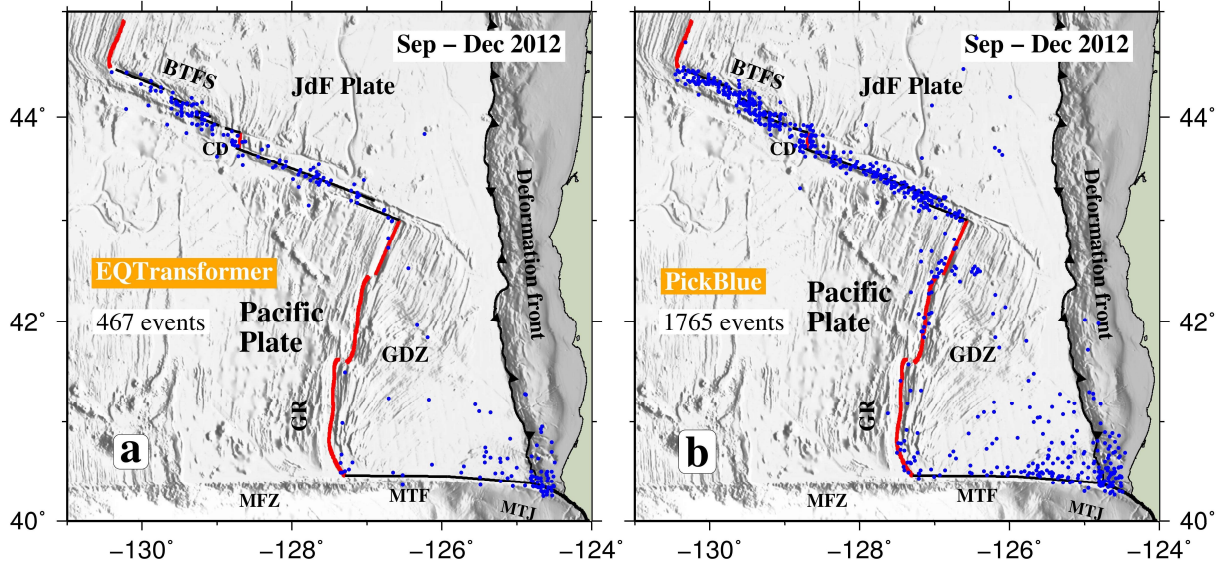 Sep – Dec 2012
BTFS
JdF Plate
44˚
CD
Deformation front
EQTransformer
467 events
Pacific
Plate
42˚
GDZ
GR
a
MFZ
MTF
MTJ
40˚
−130˚
−128˚
−126˚
−124˚
Sep – Dec 2012
BTFS
JdF Plate
44˚
CD
Deformation front
PickBlue
1765 events
Pacific
Plate
42˚
GDZ
GR
b
MFZ
MTF
MTJ
40˚
−130˚
−128˚
−126˚
−124˚